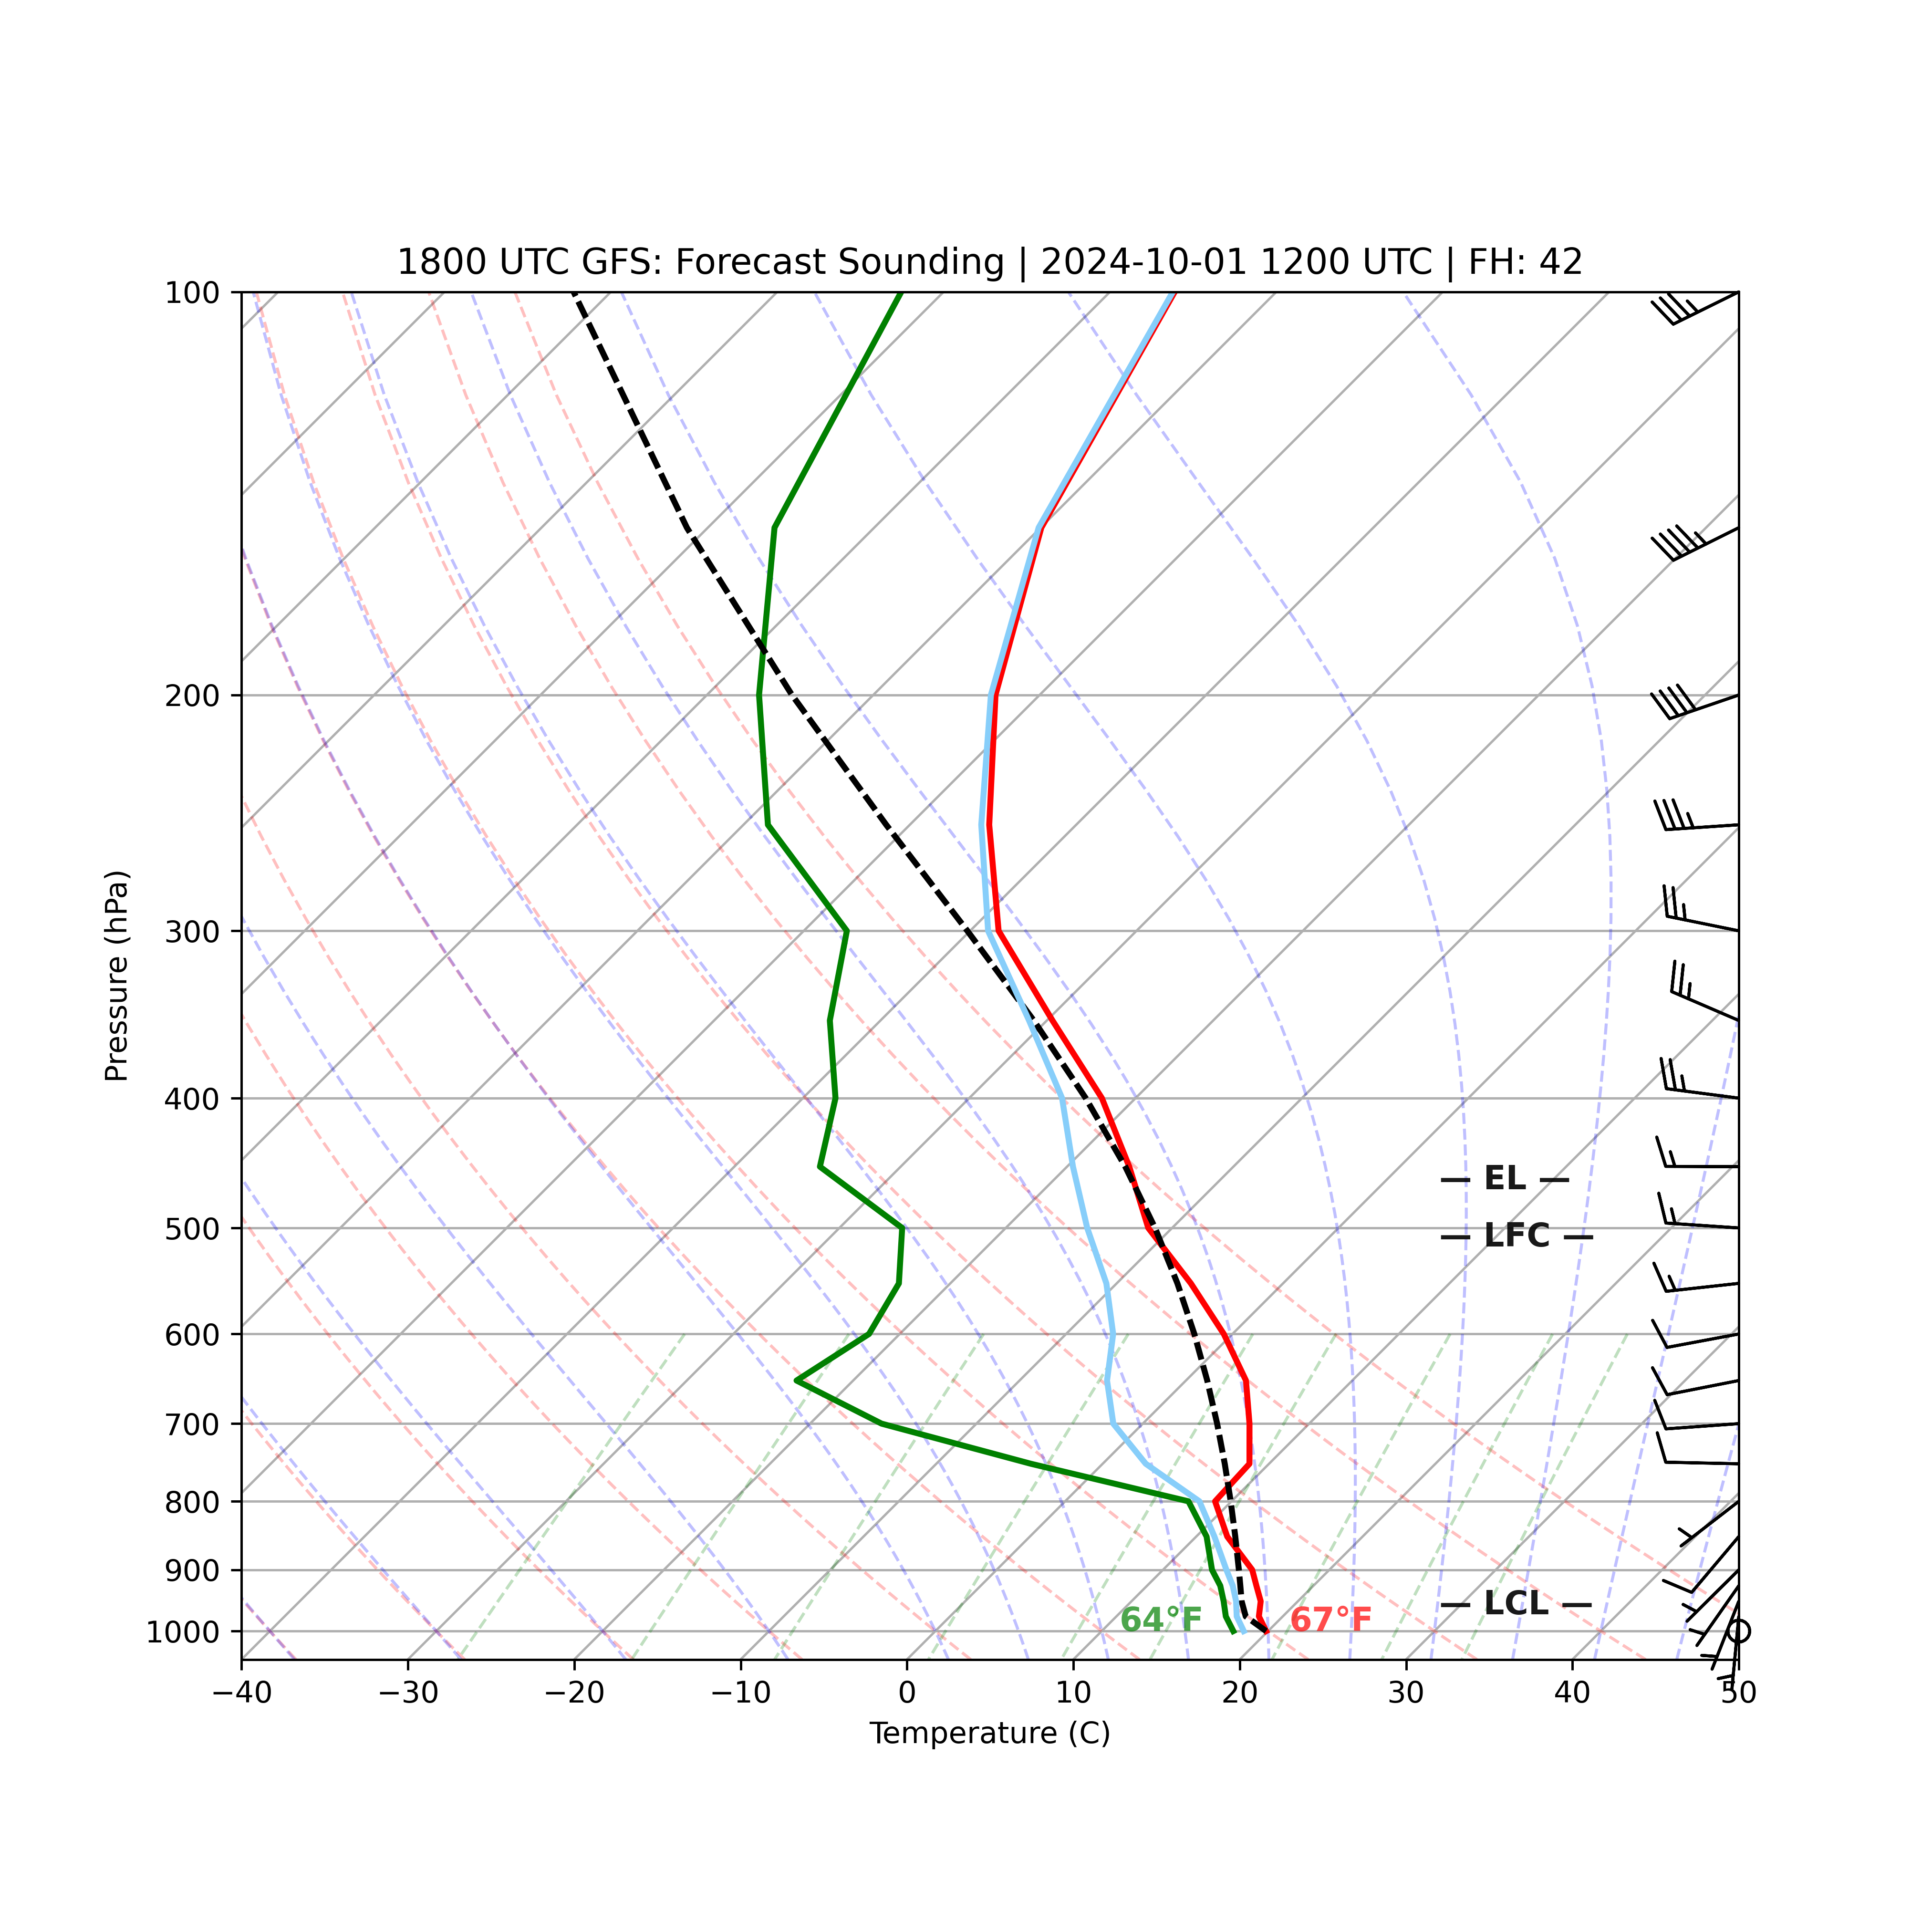 1800 UTC GFS: Forecast Sounding | 2024-10-01 1200 UTC | FH: 42
100
200
300
Pressure (hPa)
400
— EL —
500
— LFC —
600
700
800
900
— LCL —
64°F 67°F
1000
−40 −30 −20 −10 0 10 20 30 40 50
Temperature (C)